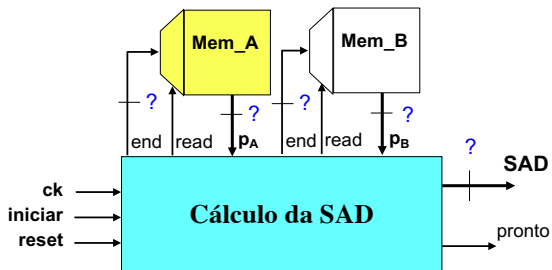 Mem_A
Mem_B
?
?
?
?
?
end
read
pA
end
read
pB
SAD
ck
iniciar
reset
Cálculo da SAD
pronto